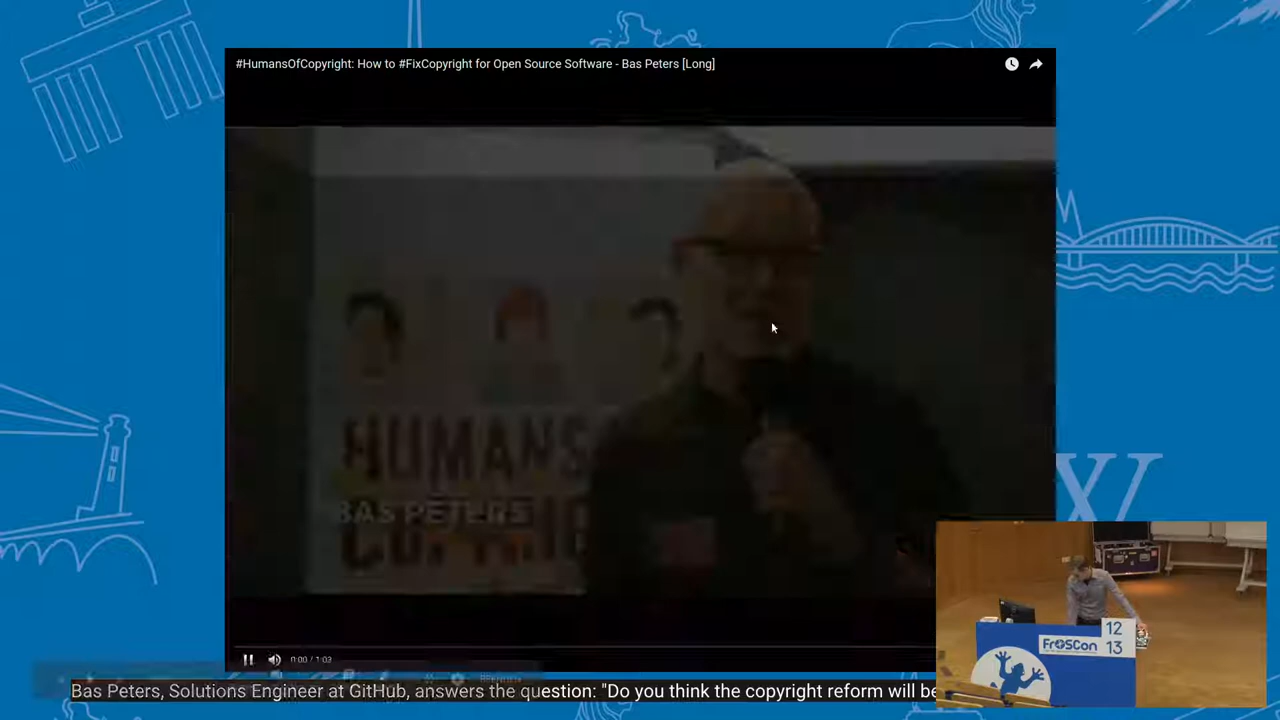 #HumansOfCopyright: How to #FixCopyright for Open Source Software - Bas Peters [Long]
HUMANS
BAS PETERS
0:00 / 1:03
Bas Peters, Solutions Engineer at GitHub, answers the question: "Do you think the copyright reform will be
XV
12
13
FrOSCon